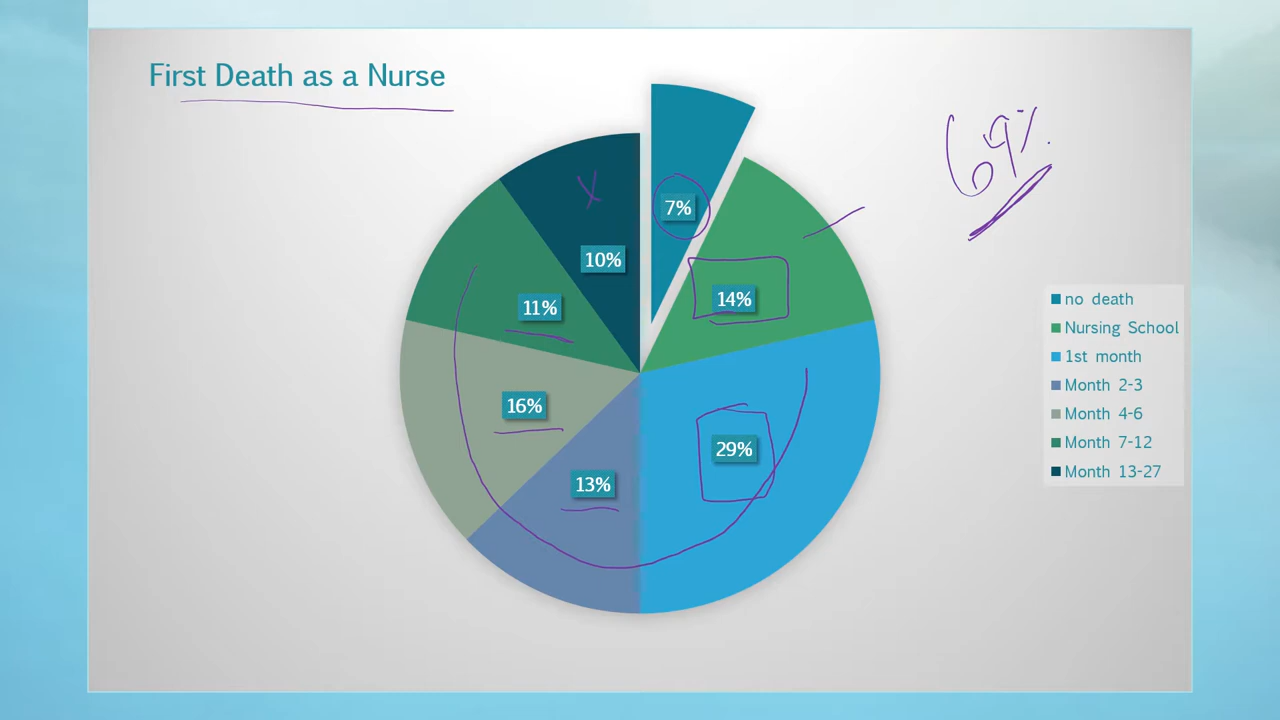 First Death as a Nurse
69%.
7%
10%
14%
11%
16%
29%
13%
no death
Nursing School
1st month
Month 2-3
Month 4-6
Month 7-12
Month 13-27